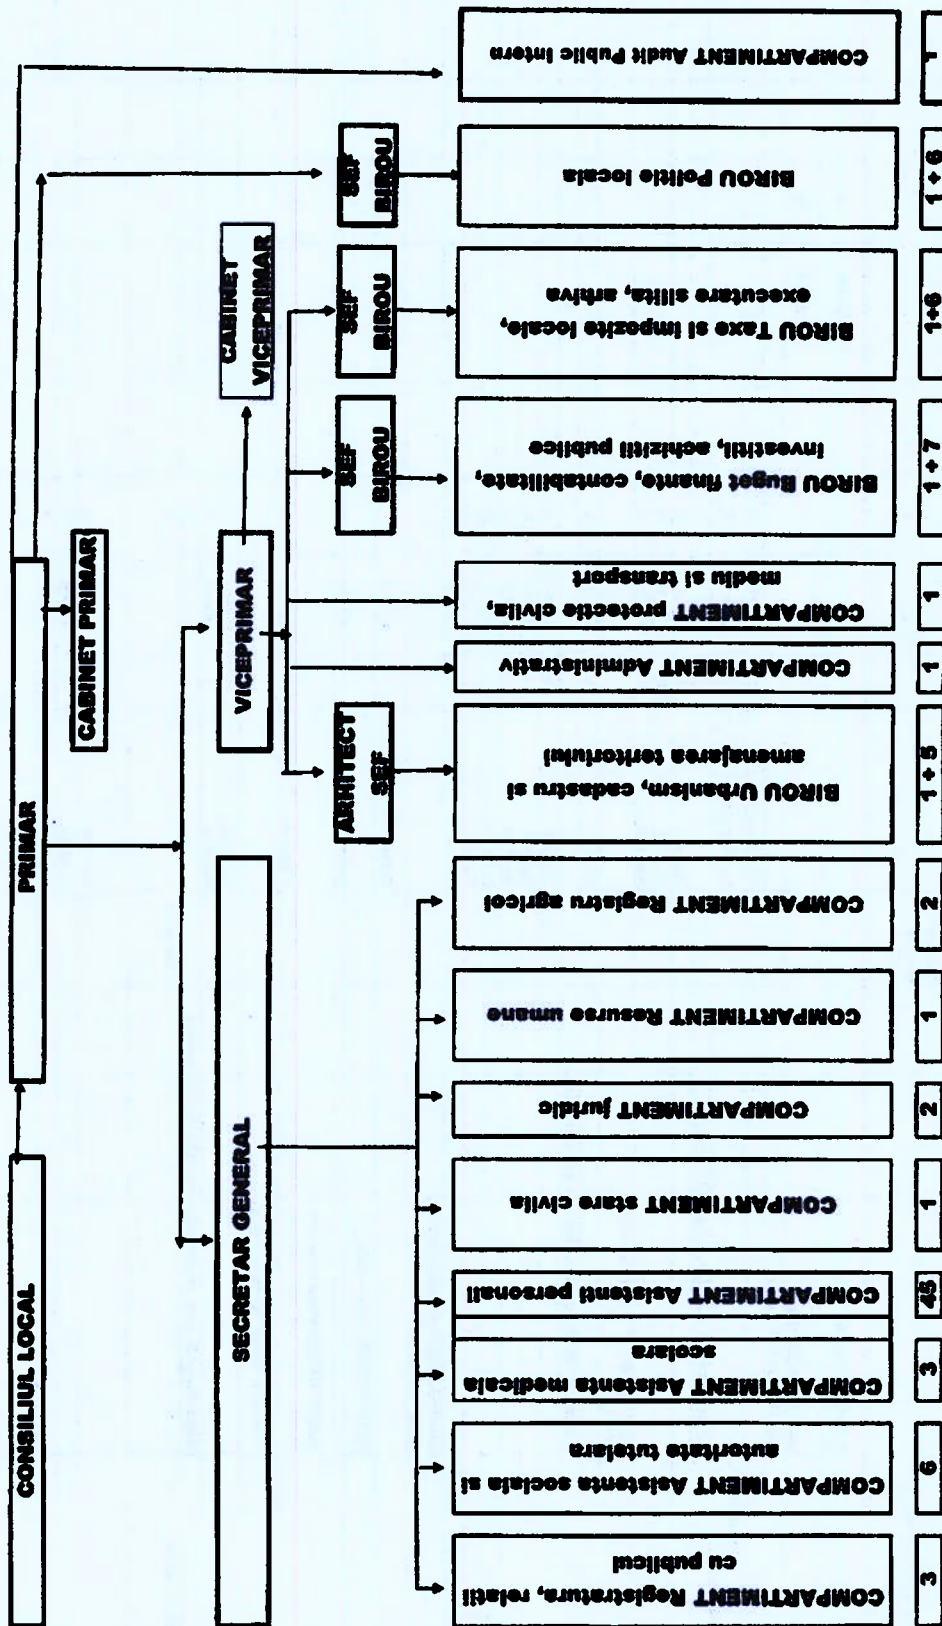 CONSILIUL LOCAL
PRIMAR
CABINET PRIMAR
SECRETAR GENERAL
VICEPRIMAR
CABINET
VICEPRIMAR
ARHITECT
SEF
SEF
BIROU
SEF
BIROU
SEF
BIROU
COMPARTIMENT Registratura, relatii
cu publicul
COMPARTIMENT Asistenta sociala si
autoritate tutelara
COMPARTIMENT Asistenta medicala
scolara
COMPARTIMENT Asistenti personali
COMPARTIMENT stare civila
COMPARTIMENT juridic
COMPARTIMENT Resurse umane
COMPARTIMENT Registru agricol
BIROU Urbanism, cadastru si
amenajarea teritoriului
COMPARTIMENT Administrativ
COMPARTIMENT protectie civila,
mediu si transport
BIROU Buget finante, contabilitate,
investitii, achizitii publice
BIROU Taxe si impozite locale,
executare silita, arhiva
BIROU Politie locala
COMPARTIMENT Audit Public Intern
3
6
3
45
1
2
1
2
1 + 5
1
1
1 + 7
1+6
1 + 6
1